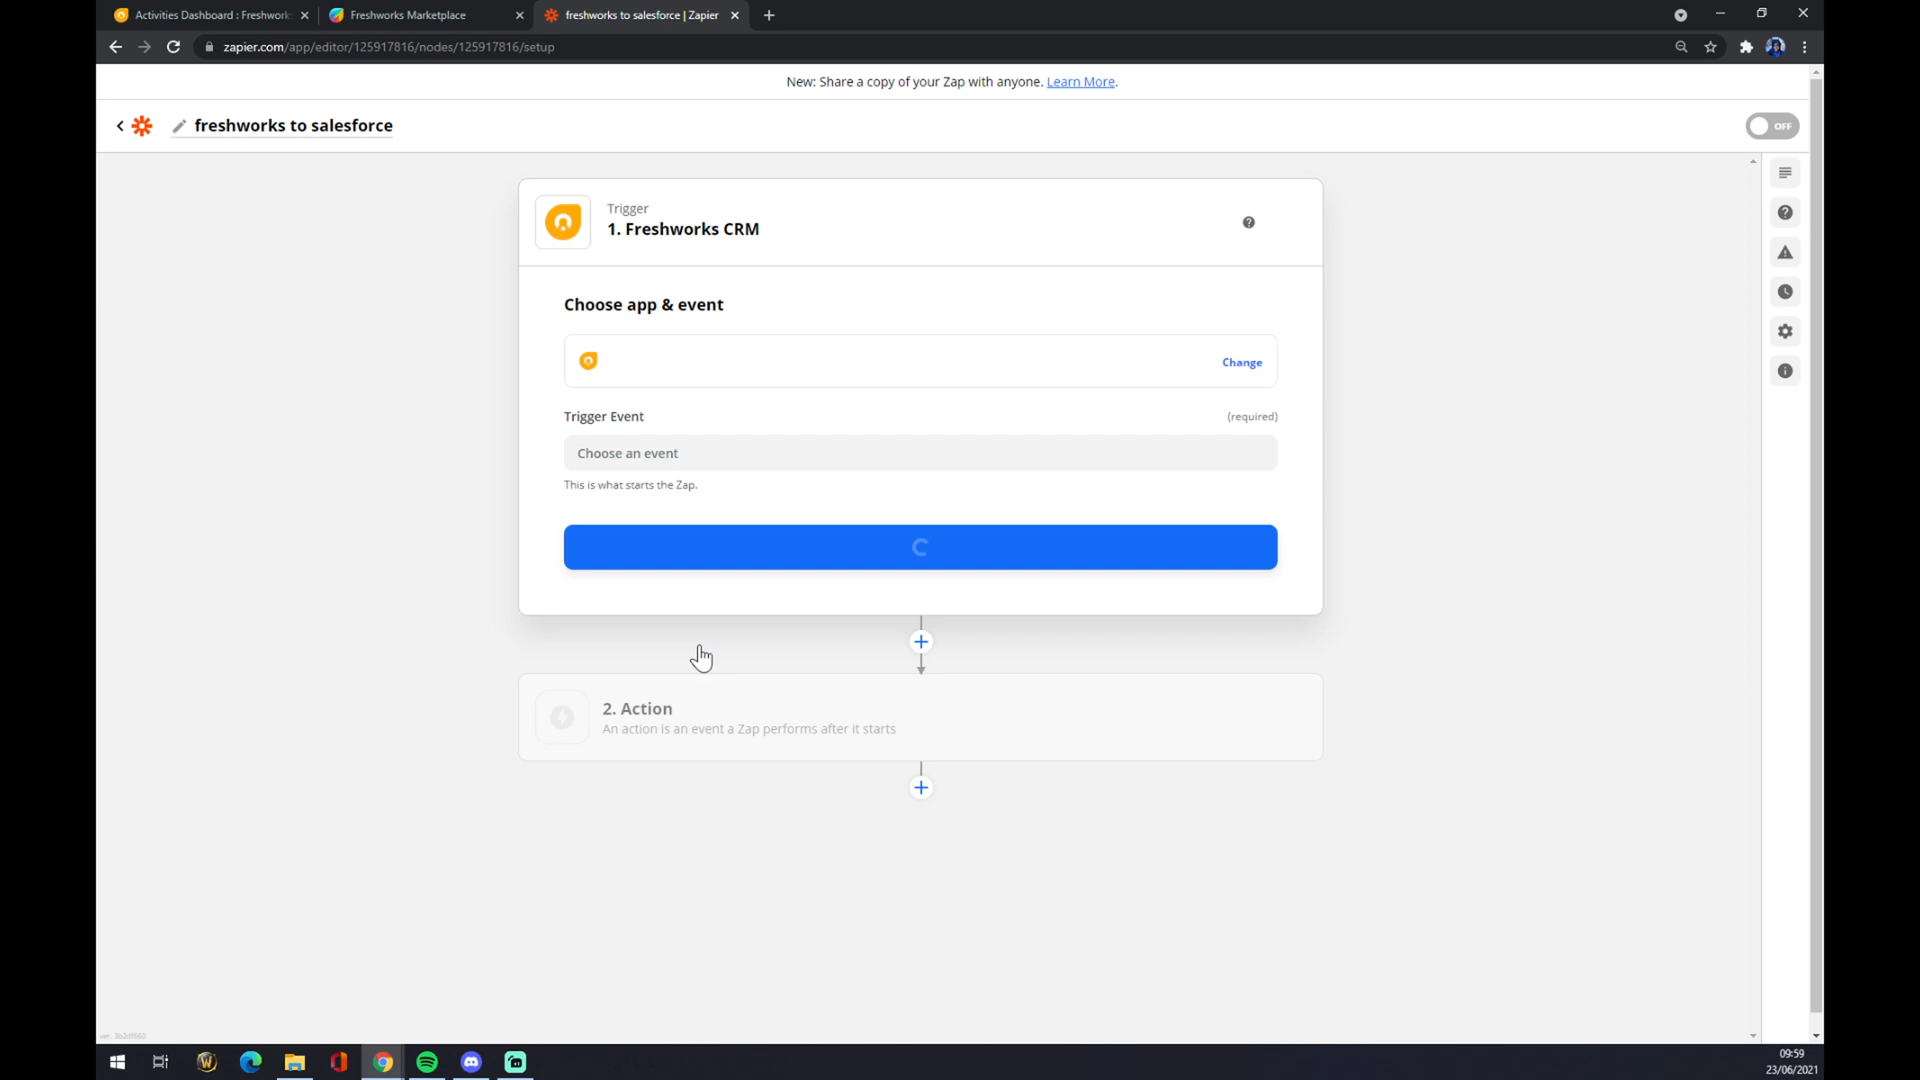 Activities Dashboard : Freshwork
Freshworks Marketplace
freshworks to salesforce | Zapier
zapier.com/app/editor/125917816/nodes/125917816/setup
New: Share a copy of your Zap with anyone. Learn More.
freshworks to salesforce
OFF
Trigger
1. Freshworks CRM
Choose app & event
Change
Trigger Event
(required)
Choose an event
This is what starts the Zap.
2. Action
An action is an event a Zap performs after it starts
09:59
23/06/2021